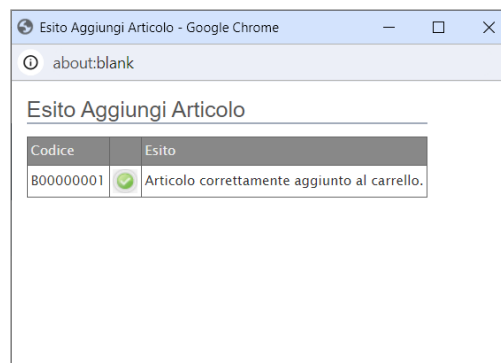 Esito Aggiungi Articolo - Google Chrome
about:blank
Esito Aggiungi Articolo
Codice Esito
B00000001 Articolo correttamente aggiunto al carrello.